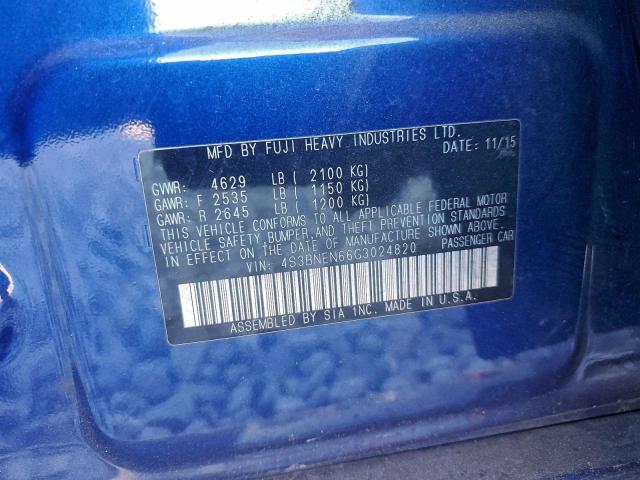 MFD BY FUJI HEAVY INDUSTRIES LTD.
DATE: 11/15
GVWR: 4629 LB ( 2100 KG)
GAWR: F 2535 LB ( 1150 KG)
GAWR: R 2645 LB ( 1200 KG)
THIS VEHICLE CONFORMS TO ALL APPLICABLE FEDERAL MOTOR
VEHICLE SAFETY, BUMPER, AND THEFT PREVENTION STANDARDS
IN EFFECT ON THE DATE OF MANUFACTURE SHOWN ABOVE.
VIN: 4S3BNEN66G3024820 PASSENGER CAR
ASSEMBLED BY SIA INC. MADE IN U.S.A.